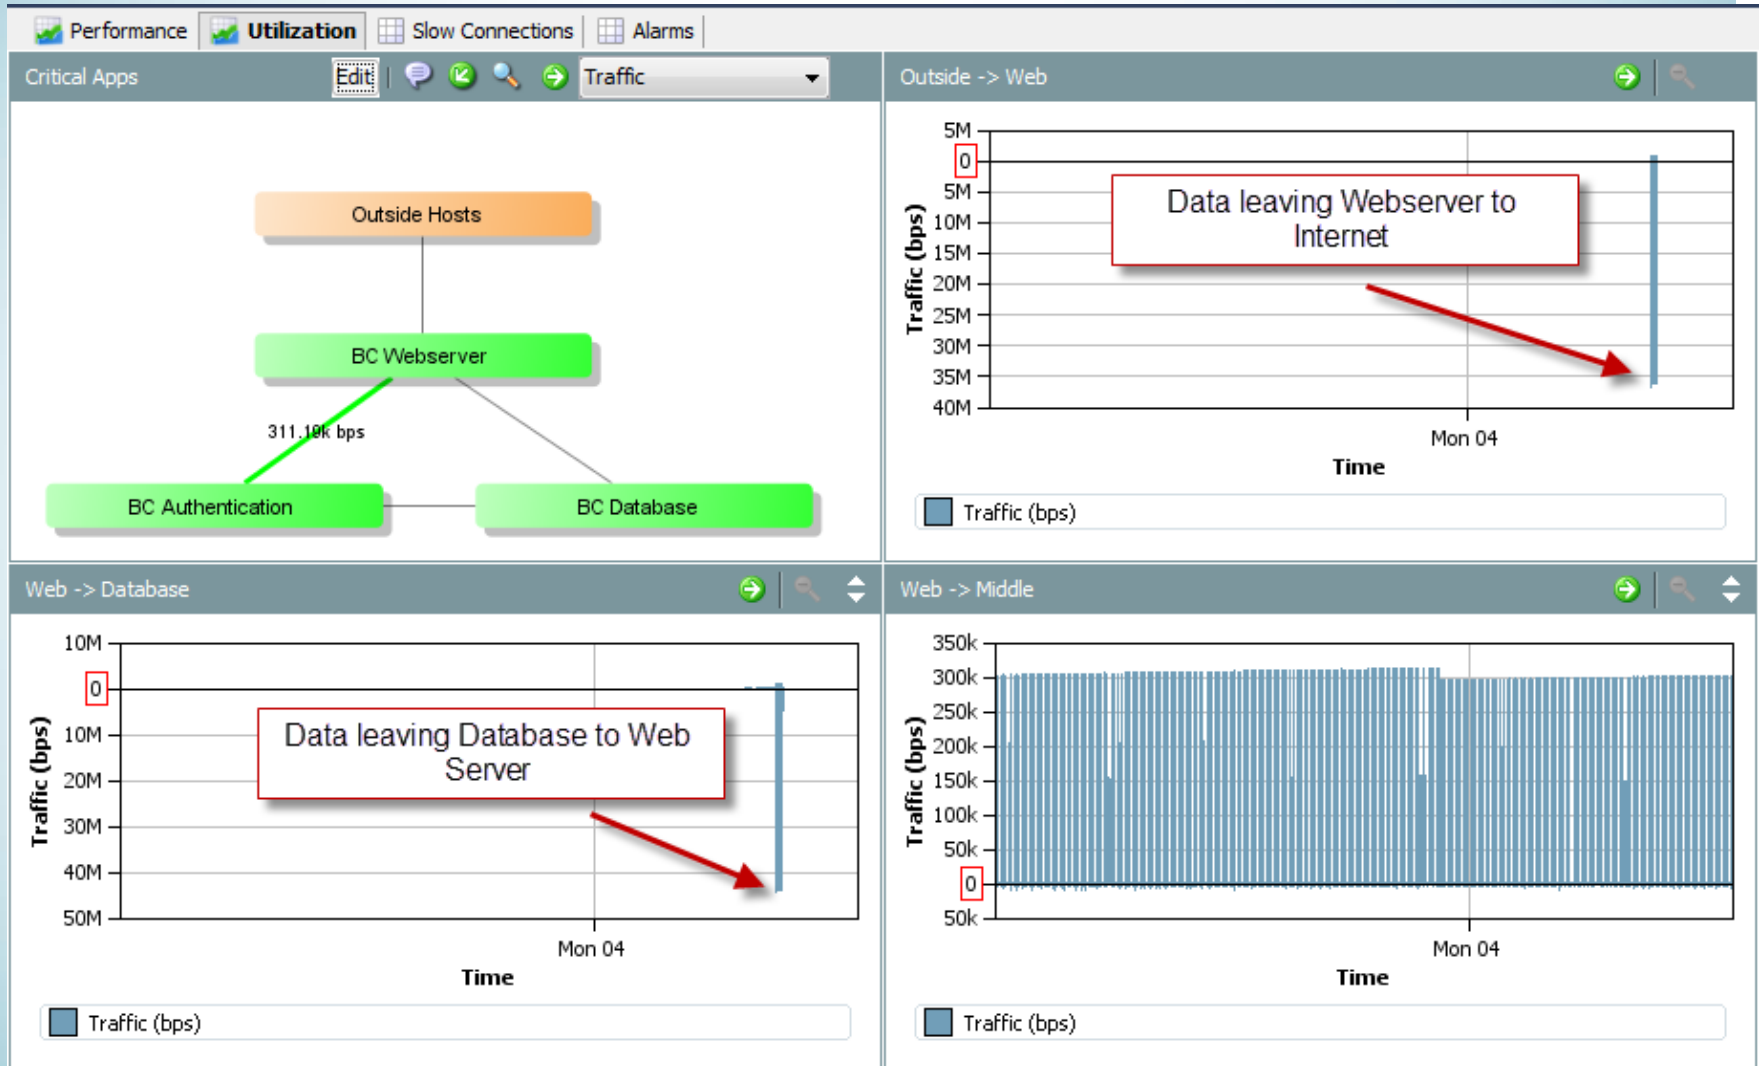 Performance
Utilization
Slow Connections
Alarms
Critical Apps
Edit
Traffic
Outside Hosts
BC Webserver
311.19k bps
BC Authentication
BC Database
Outside -> Web
5M
0
5M
10M
15M
20M
25M
30M
35M
40M
Traffic (bps)
Data leaving Webserver to
Internet
Mon 04
Time
Traffic (bps)
Web -> Database
10M
0
10M
20M
30M
40M
50M
Traffic (bps)
Data leaving Database to Web
Server
Mon 04
Time
Traffic (bps)
Web -> Middle
350k
300k
250k
200k
150k
100k
50k
0
50k
Traffic (bps)
Mon 04
Time
Traffic (bps)